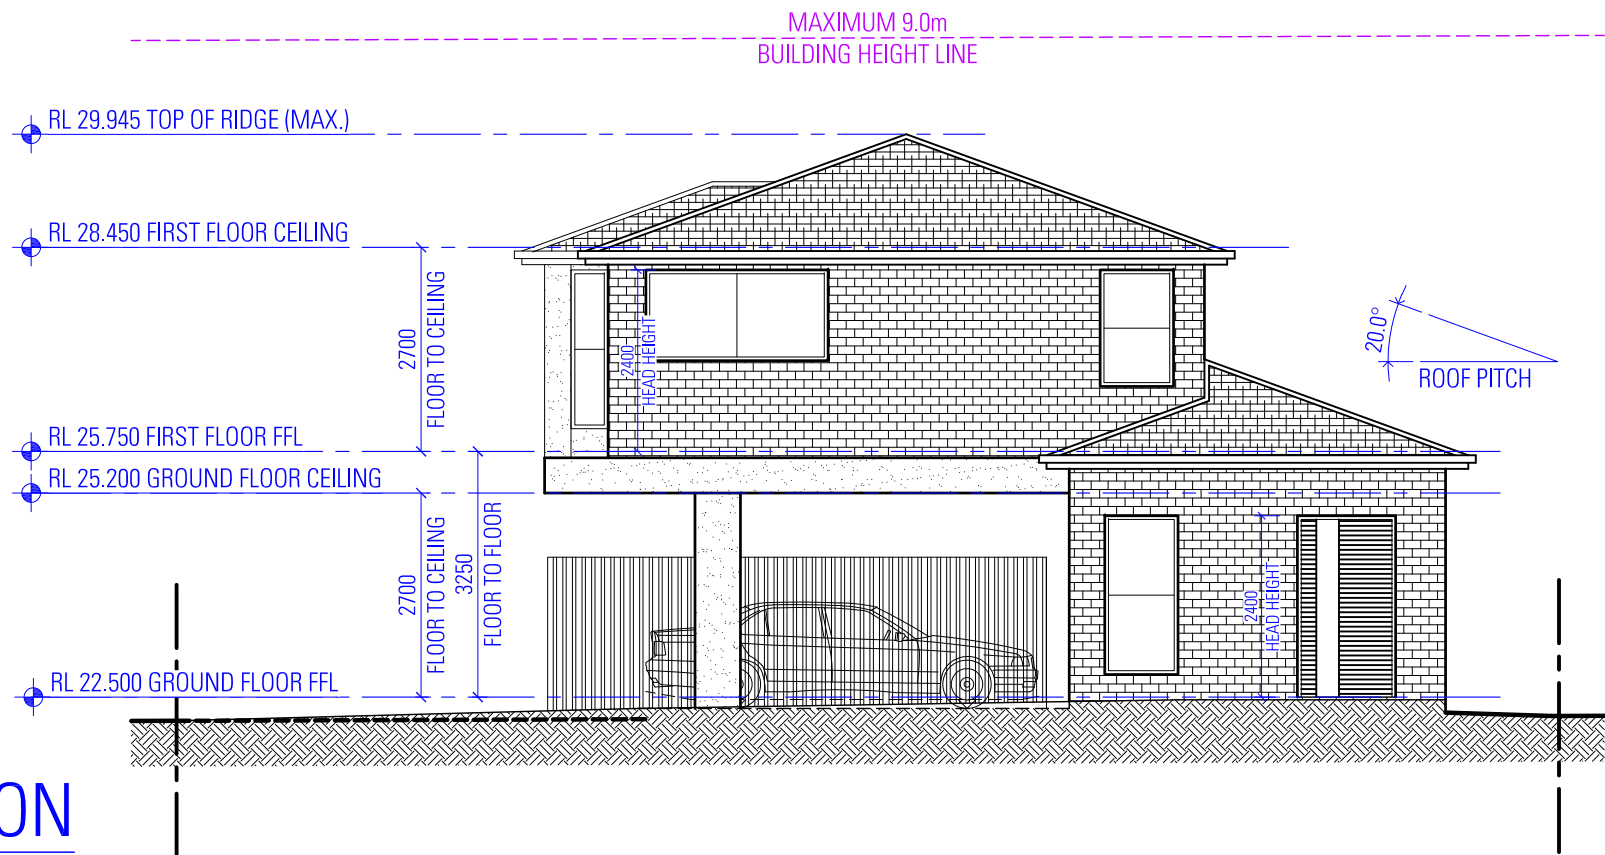 MAXIMUM 9.0m
BUILDING HEIGHT LINE
RL 29.945 TOP OF RIDGE (MAX.)
RL 28.450 FIRST FLOOR CEILING
2700
FLOOR TO CEILING
2400
HEAD HEIGHT
20.0°
ROOF PITCH
RL 25.750 FIRST FLOOR FFL
RL 25.200 GROUND FLOOR CEILING
2700
FLOOR TO CEILING
3250
FLOOR TO FLOOR
2400
HEAD HEIGHT
RL 22.500 GROUND FLOOR FFL
ON